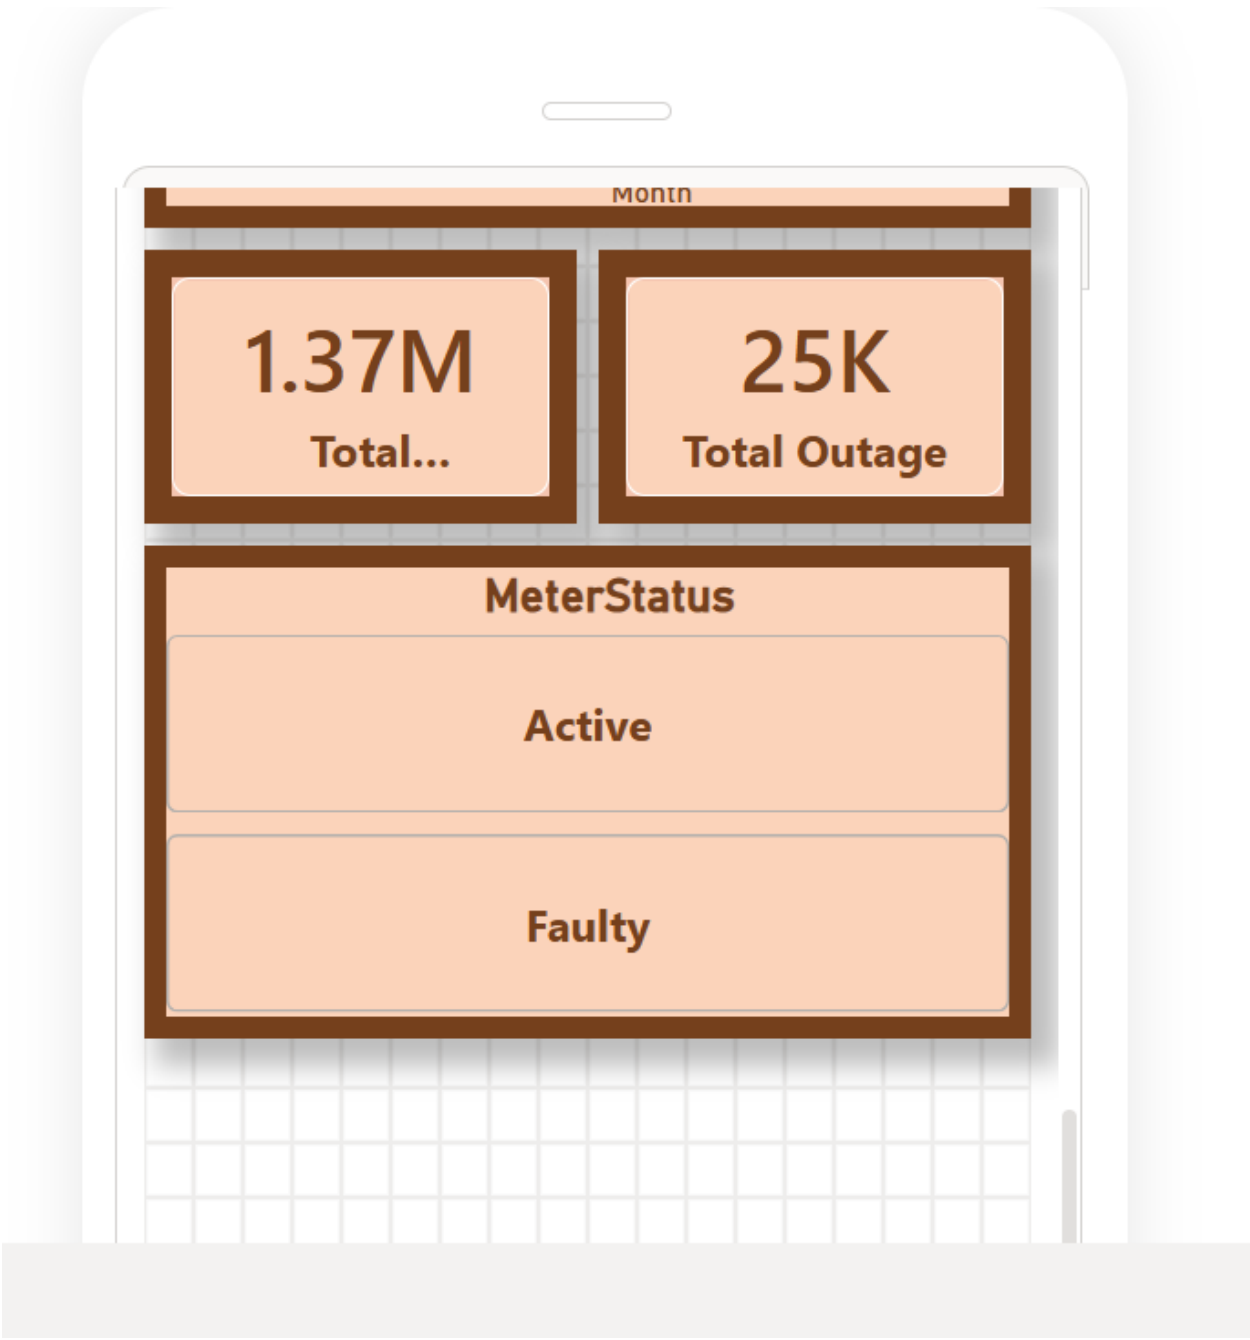 Month
1.37M
Total...
25K
Total Outage
MeterStatus
Active
Faulty